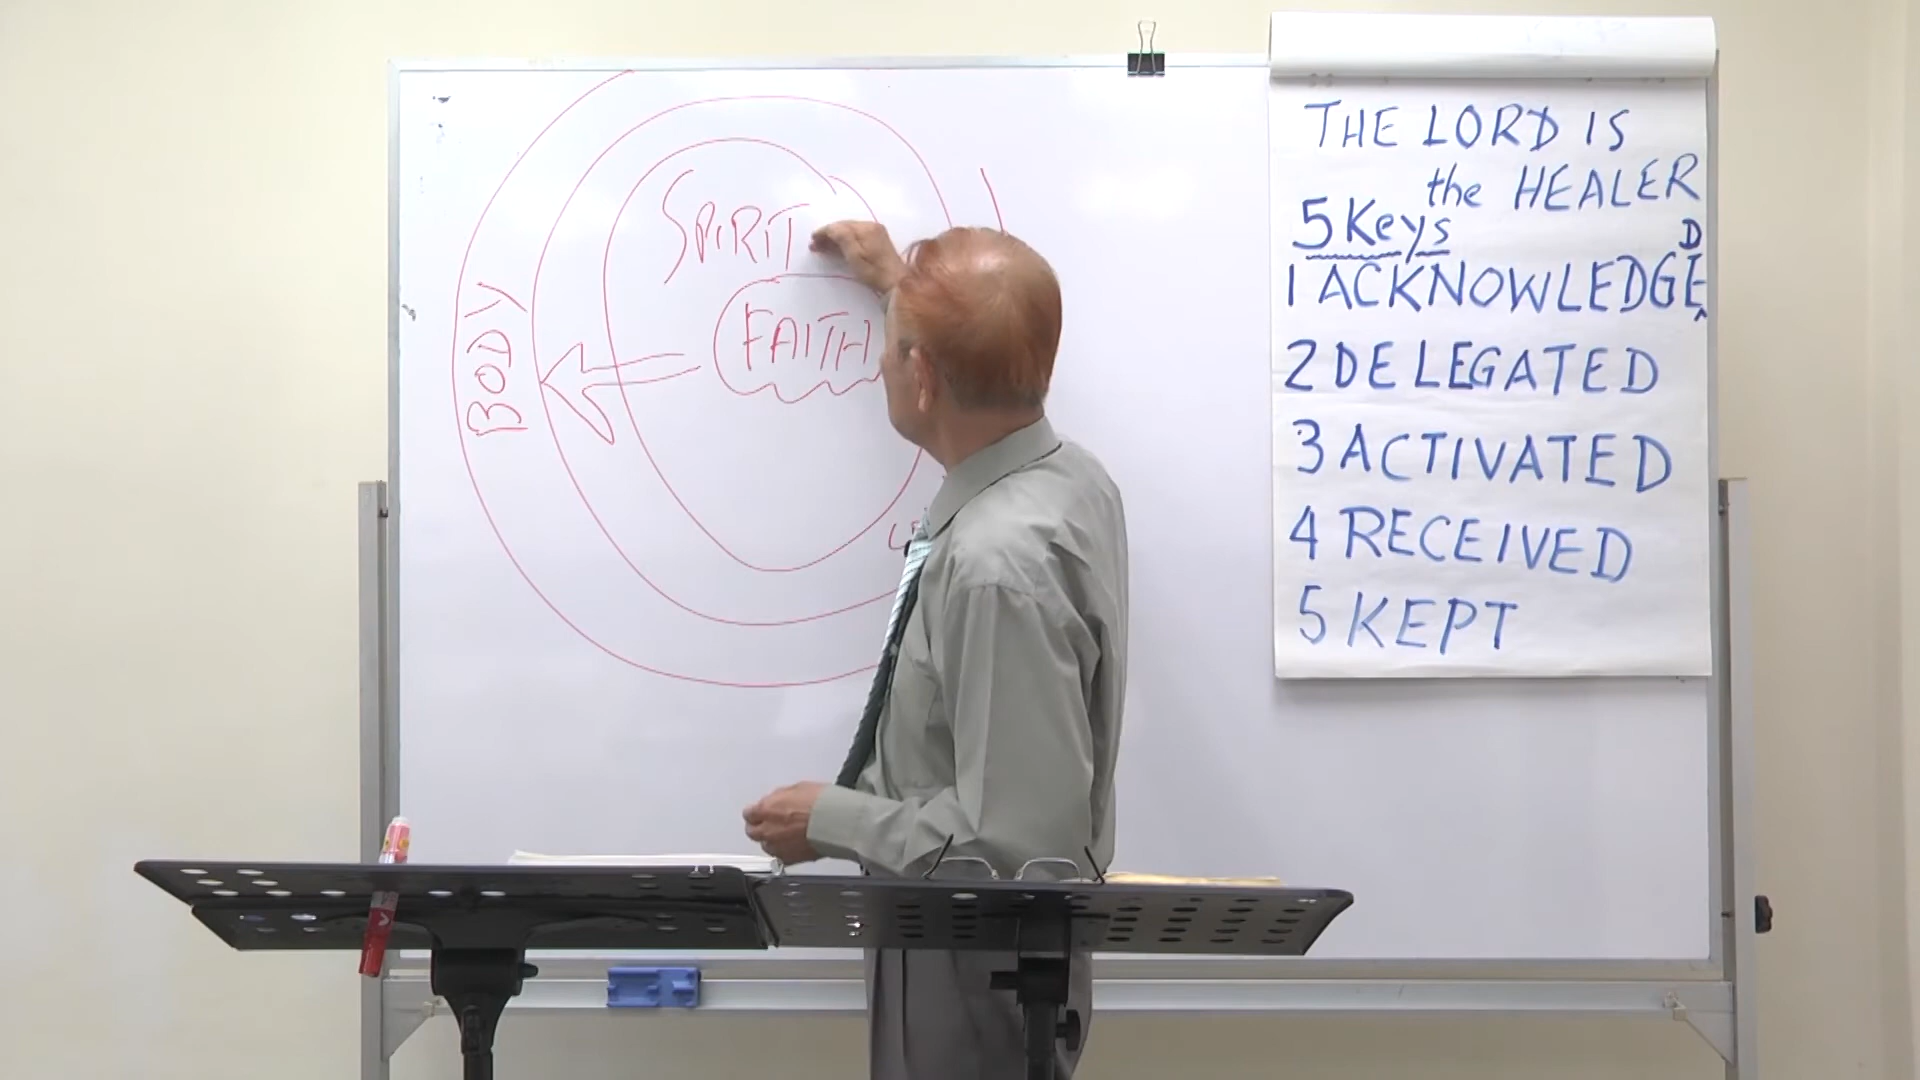 SPIRIT
FAITH
BODY
THE LORD IS
the HEALER
5 Keys
1 ACKNOWLEDGED
2 DELEGATED
3 ACTIVATED
4 RECEIVED
5 KEPT